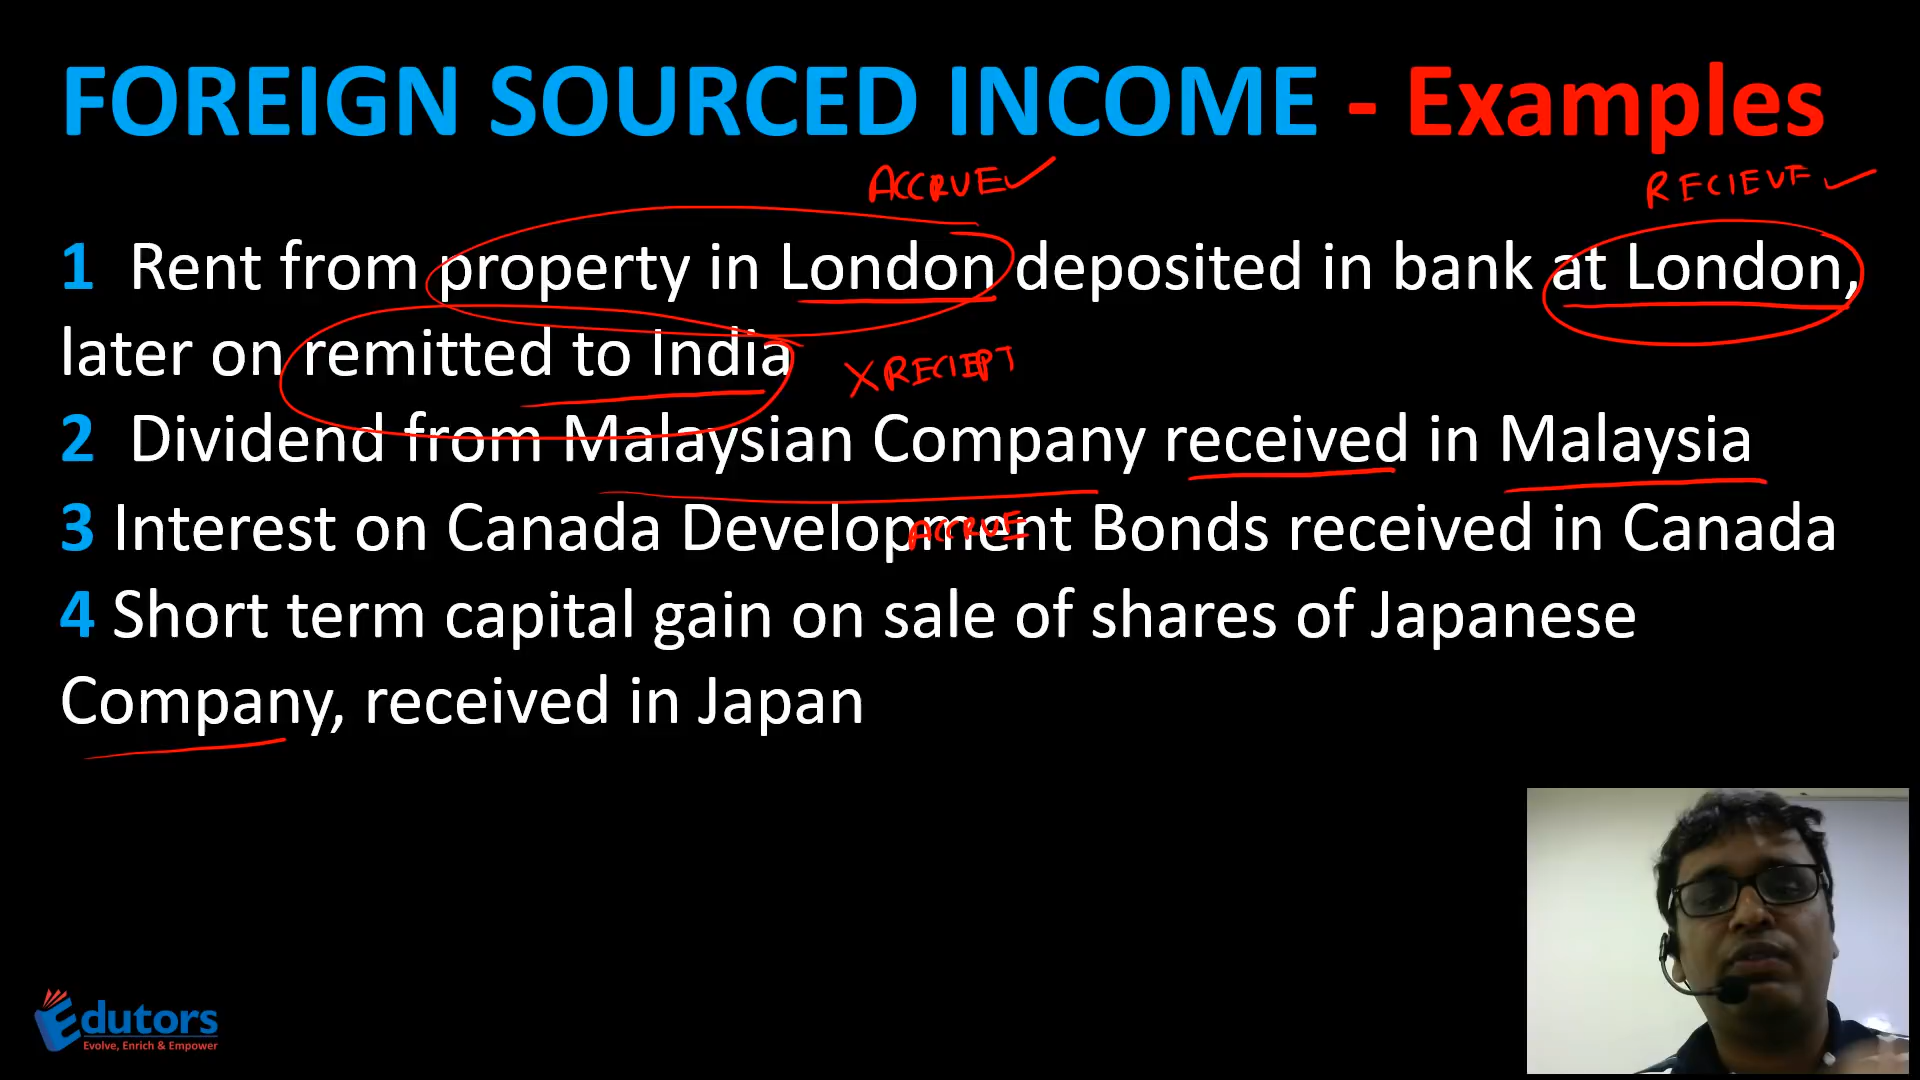 FOREIGN SOURCED INCOME - Examples
ACCRUE
RECIEVE
1 Rent from property in London deposited in bank at London,
later on remitted to India
X RECIEPT
2 Dividend from Malaysian Company received in Malaysia
ACCRUE
3 Interest on Canada Development Bonds received in Canada
4 Short term capital gain on sale of shares of Japanese
Company, received in Japan
Edutors
Evolve, Enrich & Empower